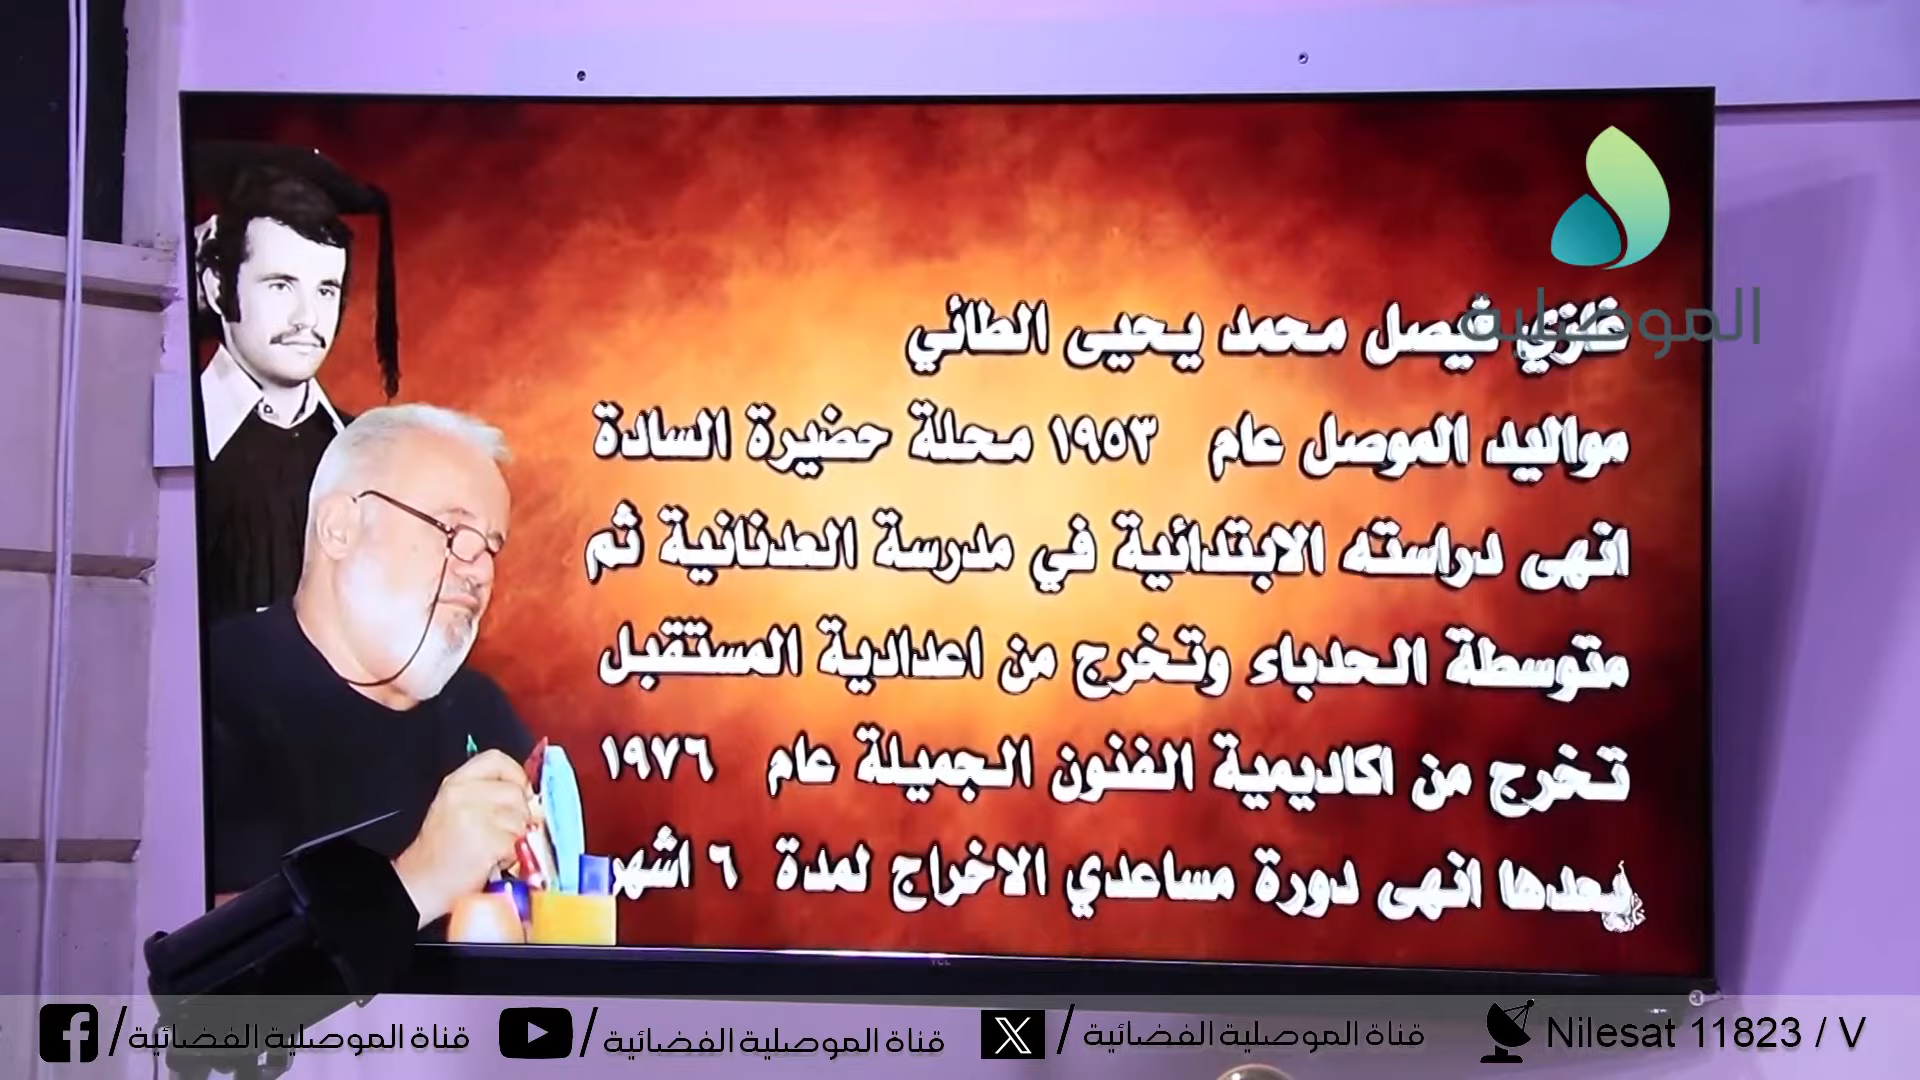 الموصلية
غازي فيصل محمد يحيى الطائي
مواليد الموصل عام ١٩٥٣ محلة حضيرة السادة
انهى دراسته الابتدائية في مدرسة العدنانية ثم
متوسطة الحدباء وتخرج من اعدادية المستقبل
تخرج من اكاديمية الفنون الجميلة عام ١٩٧٦
بعدها انهى دورة مساعدي الاخراج لمدة ٦ اشهر
TCL
/قناة الموصلية الفضائية /قناة الموصلية الفضائية X /قناة الموصلية الفضائية Nilesat 11823 / V